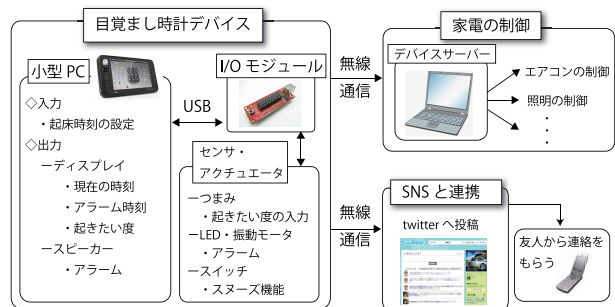 目覚まし時計デバイス
小型 PC
◇入力
・起床時刻の設定
◇出力
ーディスプレイ
・現在の時刻
・アラーム時刻
・起きたい度
ースピーカー
・アラーム
USB
I/O モジュール
センサ・
アクチュエータ
ーつまみ
・起きたい度の入力
ーLED・振動モータ
・アラーム
ースイッチ
・スヌーズ機能
無線
通信
家電の制御
デバイスサーバー
エアコンの制御
照明の制御
・
・
・
無線
通信
SNS と連携
twitter へ投稿
友人から連絡を
もらう